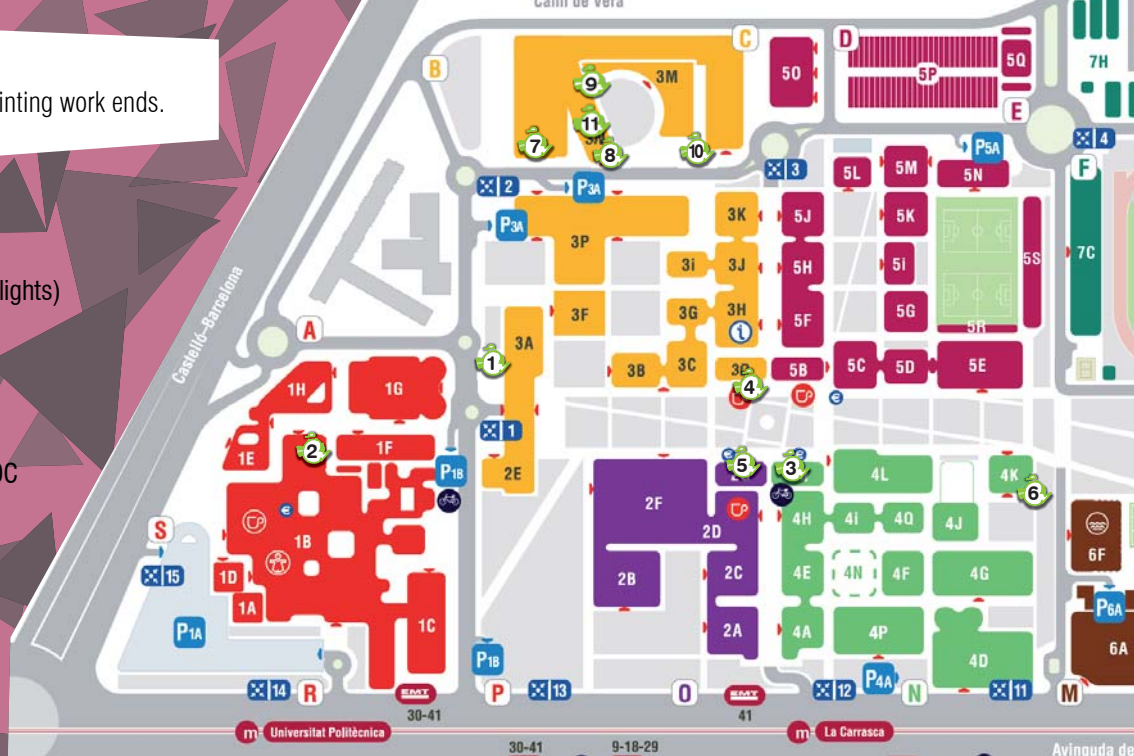 Camí de Vera
inting work ends.
lights)
OC
Castelló–Barcelona
B
C
D
E
F
A
S
R
P
O
N
M
3M
5O
5P
5Q
7H
9
11
7
8
10
2
3
4
P3A
P5A
5L
5M
5N
P3A
3P
3K
5J
5K
3i
3J
5H
5i
5S
7C
3F
3G
3H
5F
5G
5R
3A
1
3B
3C
5B
5C
5D
5E
4
1H
1G
1
1E
2
1F
P1B
2E
5
3
4L
4K
6
2F
2D
4H
4i
4Q
4J
6F
1B
15
1D
1A
2B
2C
4E
4N
4F
4G
P6A
P1A
1C
2A
4A
4P
4D
6A
P1B
P4A
14
13
12
11
EMT
30-41
EMT
41
m Universitat Politècnica
m La Carrasca
30-41
9-18-29
Avinguda de